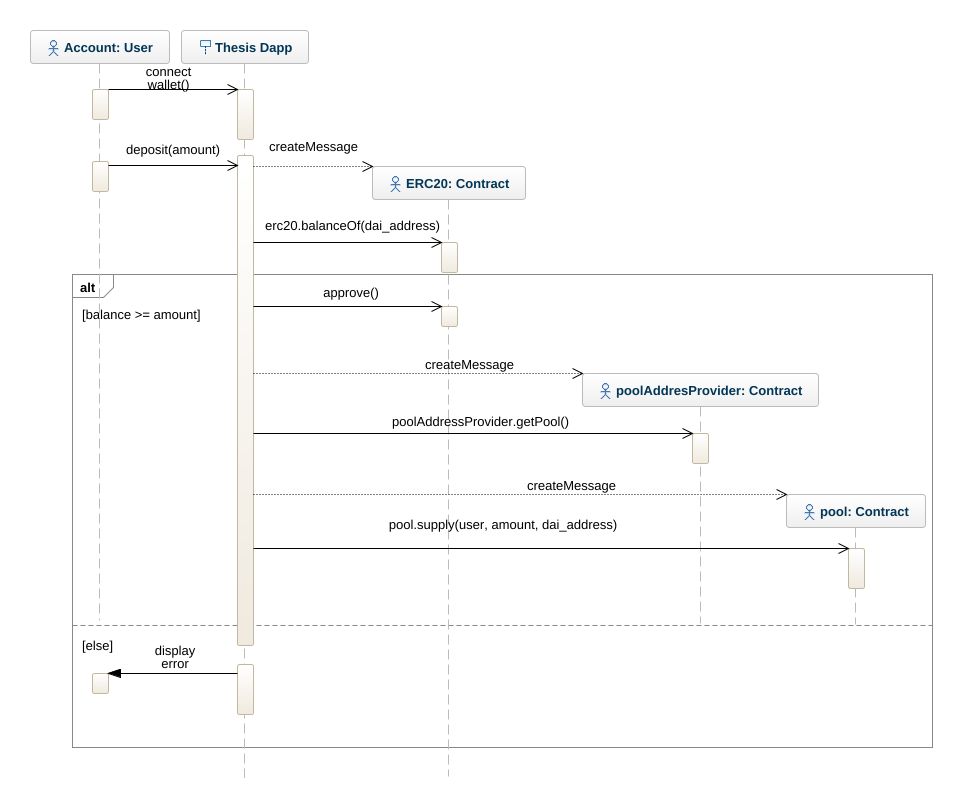 Account: User
Thesis Dapp
connect
wallet()
deposit(amount)
createMessage
ERC20: Contract
erc20.balanceOf(dai_address)
alt
approve()
[balance >= amount]
createMessage
poolAddresProvider: Contract
poolAddressProvider.getPool()
createMessage
pool: Contract
pool.supply(user, amount, dai_address)
[else]
display
error